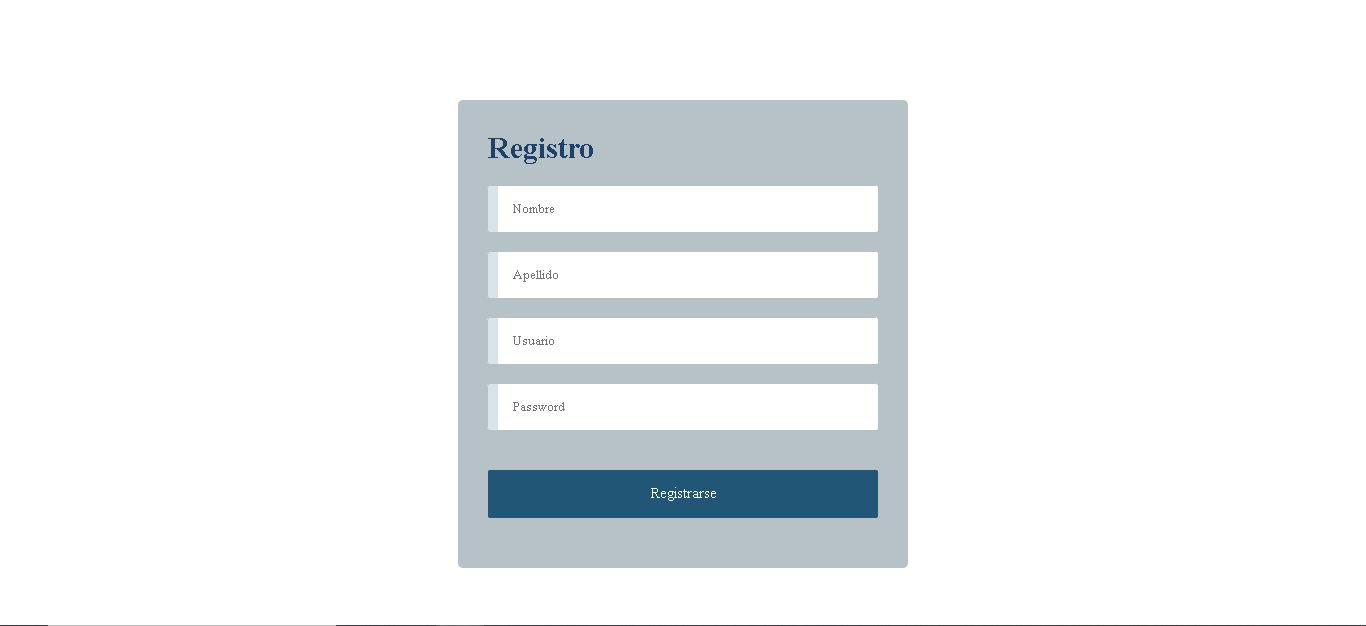 Registro
Nombre
Apellido
Usuario
Password
Registrarse